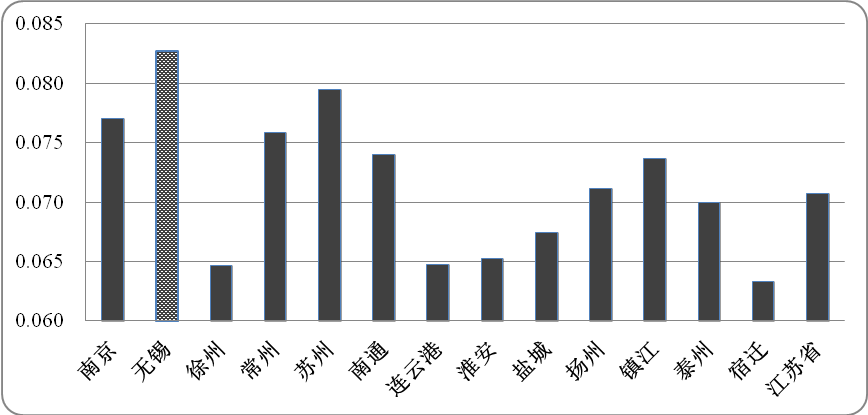 0.085
0.080
0.075
0.070
0.065
0.060
南京
无锡
徐州
常州
苏州
南通
连云港
淮安
盐城
扬州
镇江
泰州
宿迁
江苏省